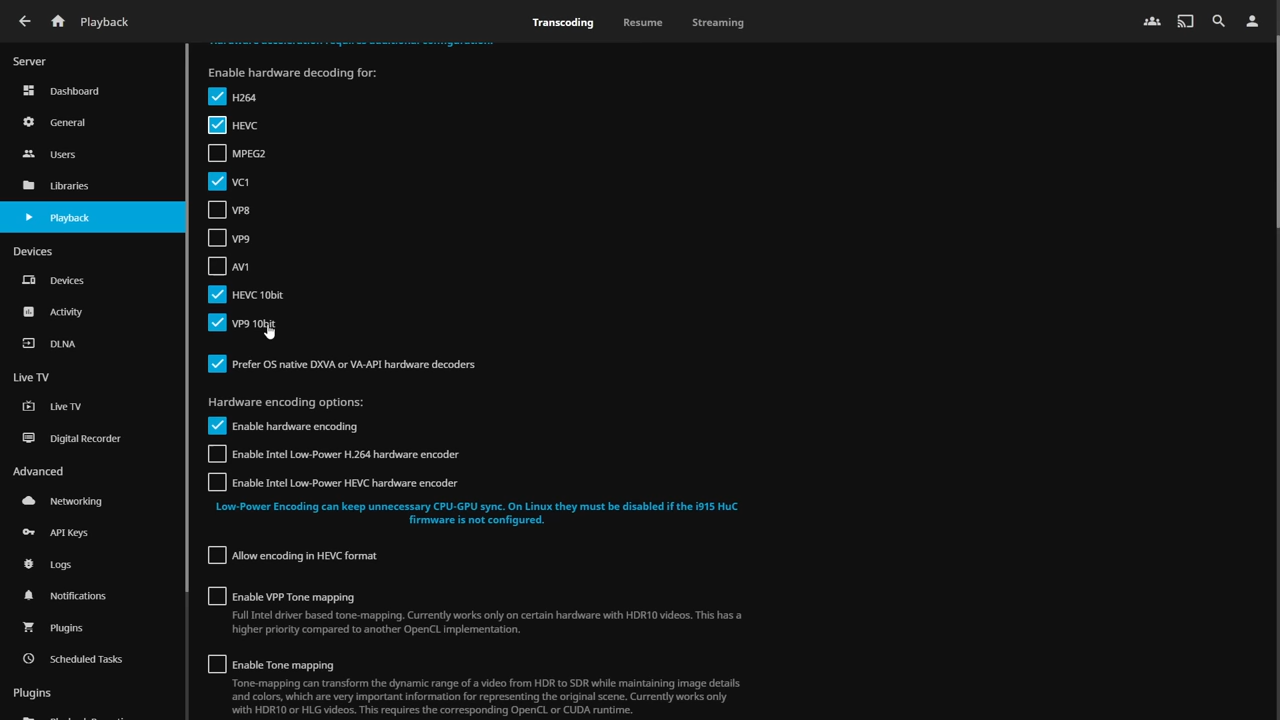 Playback
Transcoding
Resume
Streaming
Server
Dashboard
General
Users
Libraries
Playback
Devices
Devices
Activity
DLNA
Live TV
Live TV
Digital Recorder
Advanced
Networking
API Keys
Logs
Notifications
Plugins
Scheduled Tasks
Plugins
Hardware acceleration requires additional configuration.
Enable hardware decoding for:
H264
HEVC
MPEG2
VC1
VP8
VP9
AV1
HEVC 10bit
VP9 10bit
Prefer OS native DXVA or VA-API hardware decoders
Hardware encoding options:
Enable hardware encoding
Enable Intel Low-Power H.264 hardware encoder
Enable Intel Low-Power HEVC hardware encoder
Low-Power Encoding can keep unnecessary CPU-GPU sync. On Linux they must be disabled if the i915 HuC
firmware is not configured.
Allow encoding in HEVC format
Enable VPP Tone mapping
Full Intel driver based tone-mapping. Currently works only on certain hardware with HDR10 videos. This has a
higher priority compared to another OpenCL implementation.
Enable Tone mapping
Tone-mapping can transform the dynamic range of a video from HDR to SDR while maintaining image details
and colors, which are very important information for representing the original scene. Currently works only
with HDR10 or HLG videos. This requires the corresponding OpenCL or CUDA runtime.